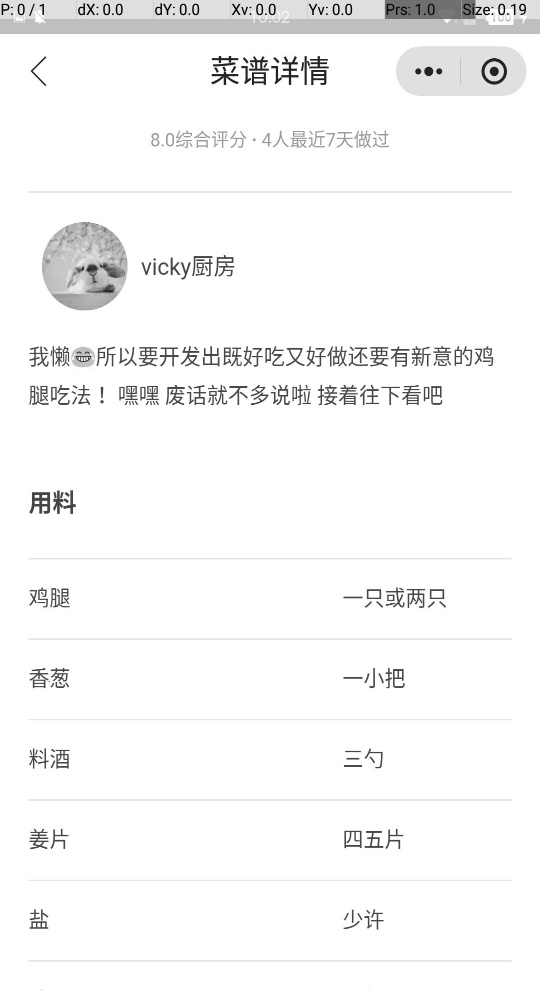 P: 0 / 1 dX: 0.0 dY: 0.0 Xv: 0.0 Yv: 0.0 Prs: 1.0 Size: 0.19
菜谱详情
8.0综合评分 · 4人最近7天做过
vicky厨房
我懒😁所以要开发出既好吃又好做还要有新意的鸡
腿吃法！ 嘿嘿 废话就不多说啦 接着往下看吧
用料
鸡腿 一只或两只
香葱 一小把
料酒 三勺
姜片 四五片
盐 少许